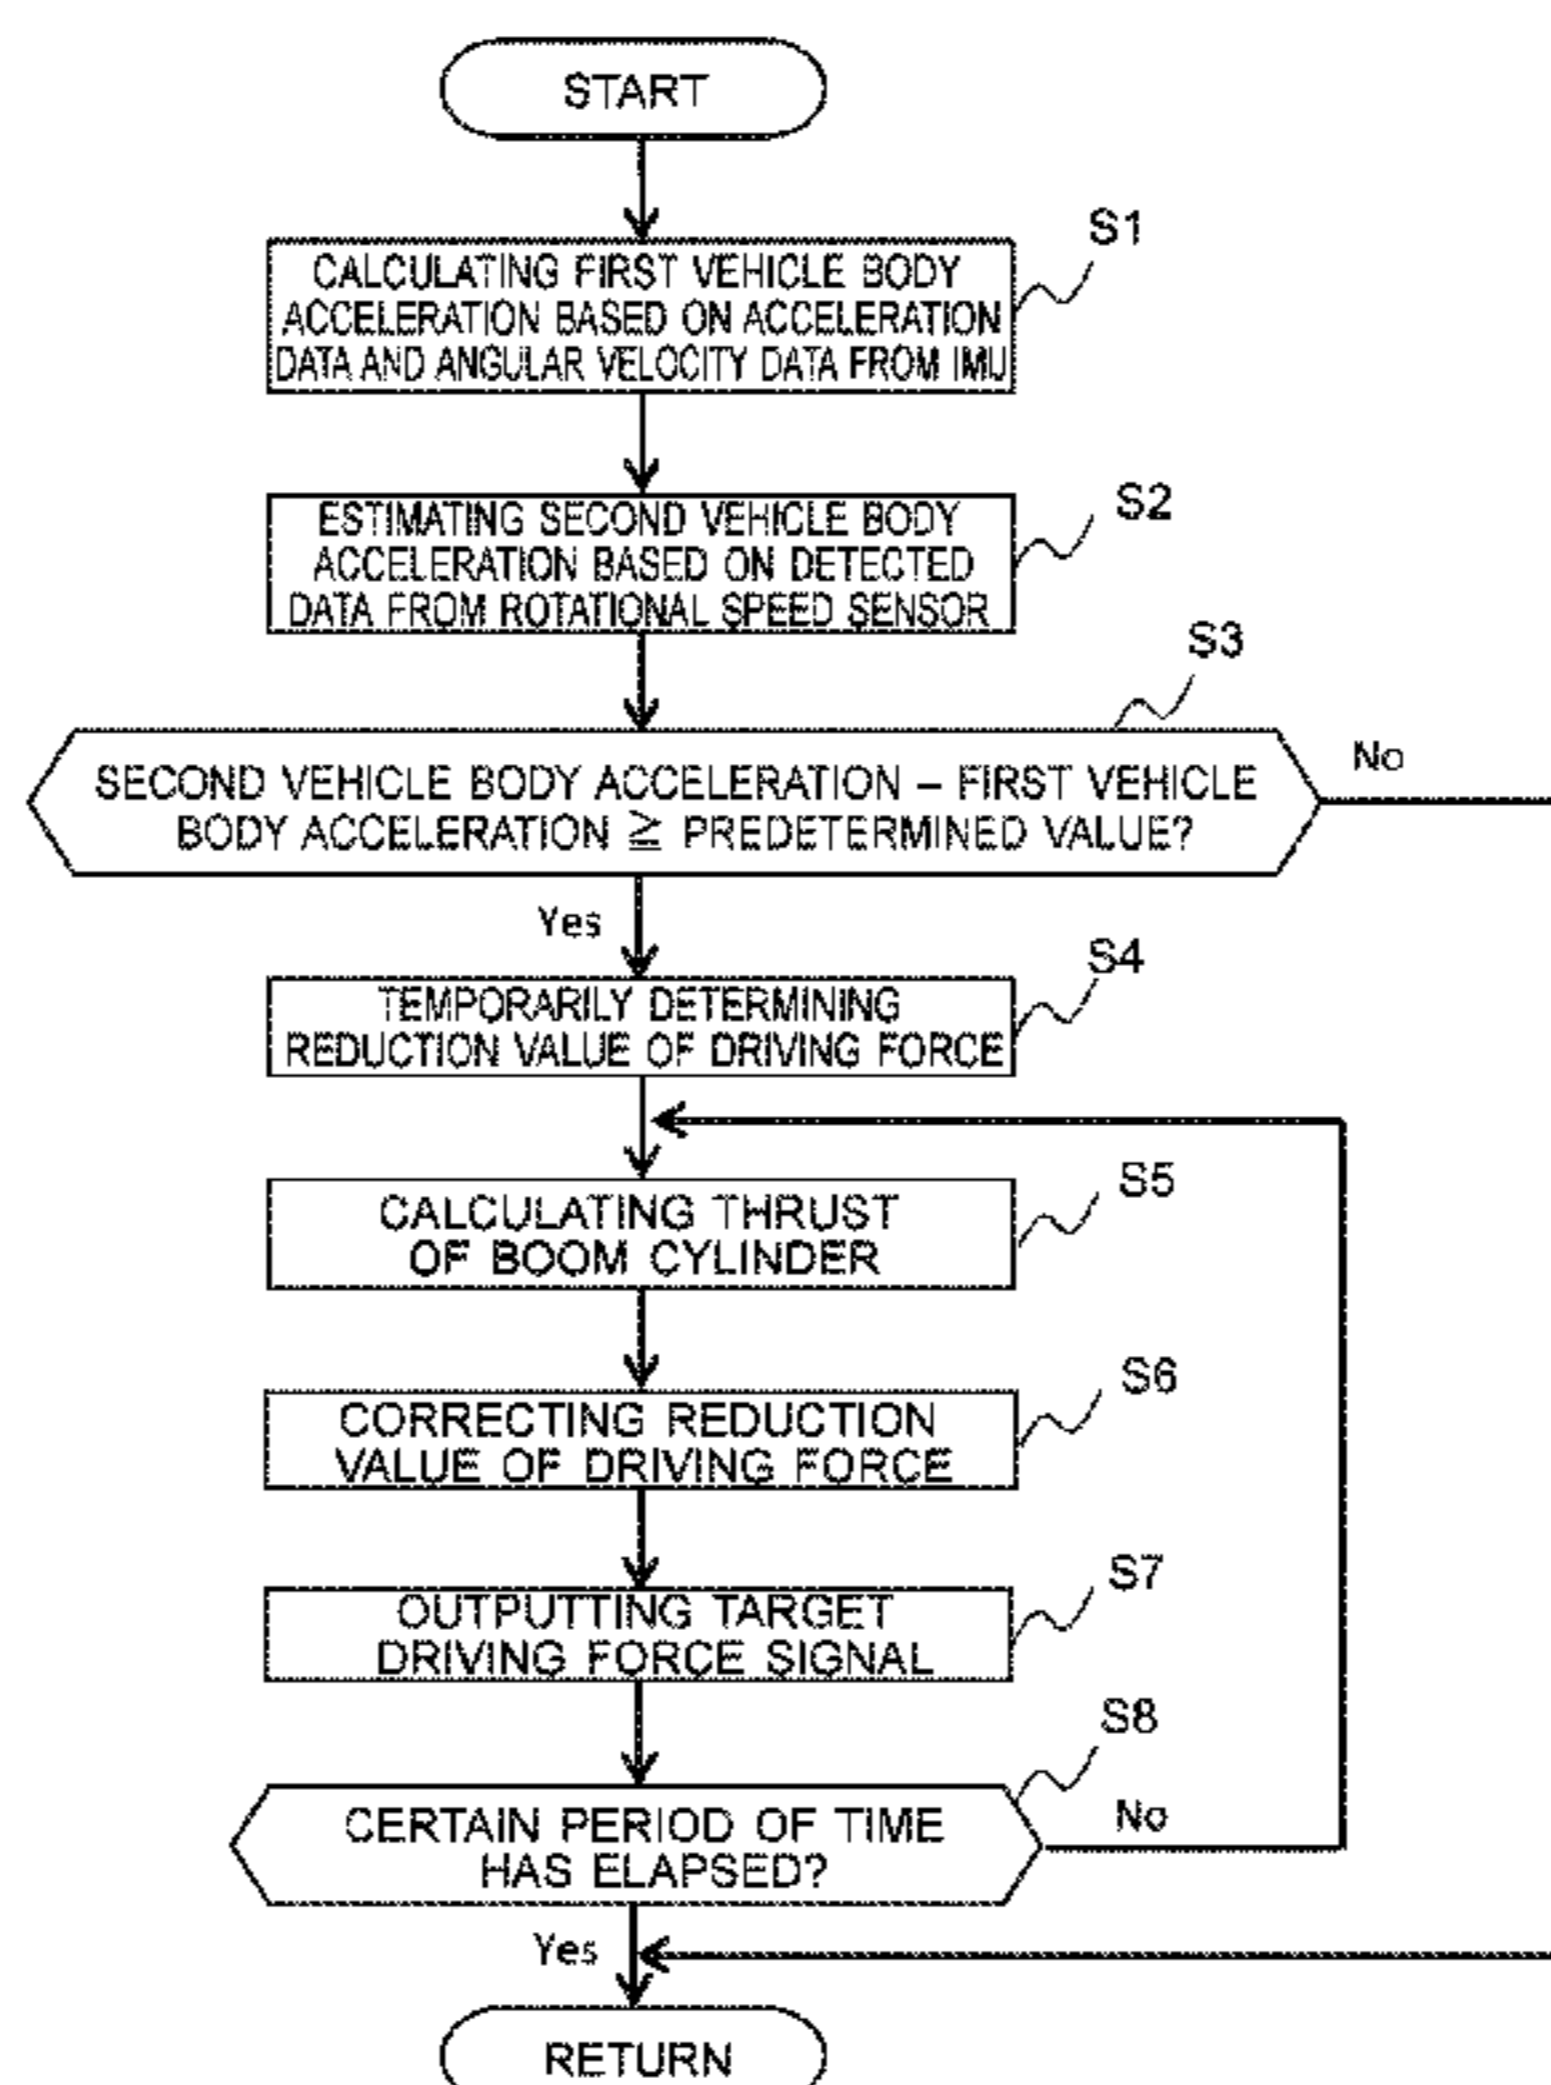 START
S1
CALCULATING FIRST VEHICLE BODY
ACCELERATION BASED ON ACCELERATION
DATA AND ANGULAR VELOCITY DATA FROM IMU
S2
ESTIMATING SECOND VEHICLE BODY
ACCELERATION BASED ON DETECTED
DATA FROM ROTATIONAL SPEED SENSOR
S3
SECOND VEHICLE BODY ACCELERATION – FIRST VEHICLE
BODY ACCELERATION ≧ PREDETERMINED VALUE?
No
Yes
S4
TEMPORARILY DETERMINING
REDUCTION VALUE OF DRIVING FORCE
S5
CALCULATING THRUST
OF BOOM CYLINDER
S6
CORRECTING REDUCTION
VALUE OF DRIVING FORCE
S7
OUTPUTTING TARGET
DRIVING FORCE SIGNAL
S8
CERTAIN PERIOD OF TIME
HAS ELAPSED?
No
Yes
RETURN